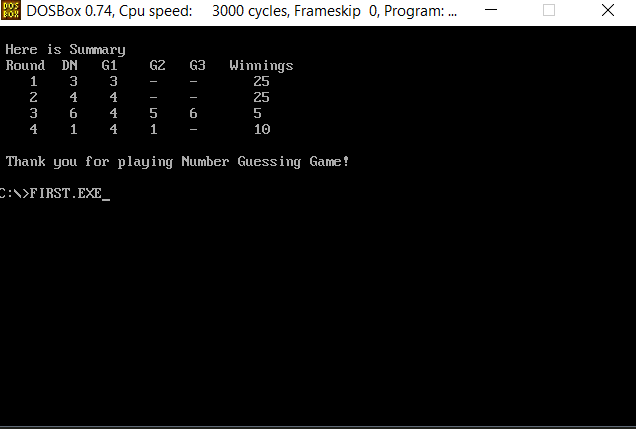 DOS BOX DOSBox 0.74, Cpu speed: 3000 cycles, Frameskip 0, Program: ...
Here is Summary
Round DN G1 G2 G3 Winnings
1 3 3 - - 25
2 4 4 - - 25
3 6 4 5 6 5
4 1 4 1 - 10
Thank you for playing Number Guessing Game!
C:\>FIRST.EXE_